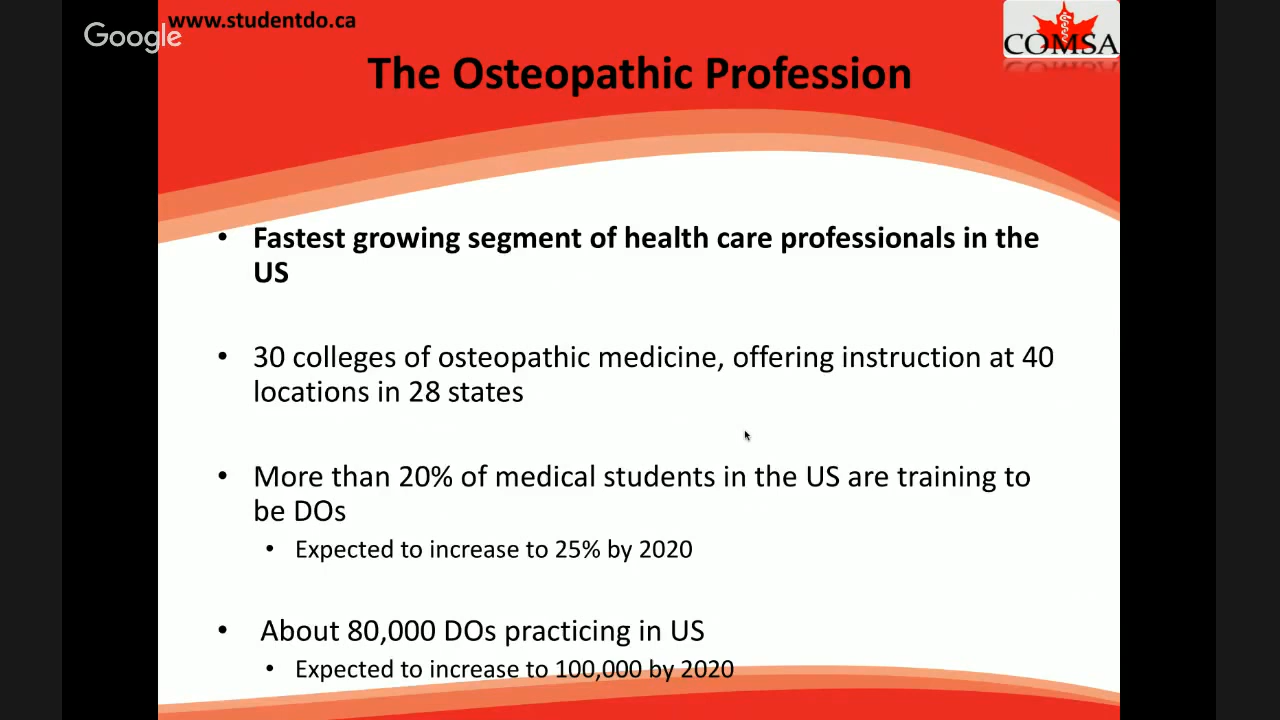 www.studentdo.ca
Google
COMSA
The Osteopathic Profession
• Fastest growing segment of health care professionals in the
US
• 30 colleges of osteopathic medicine, offering instruction at 40
locations in 28 states
• More than 20% of medical students in the US are training to
be DOs
• Expected to increase to 25% by 2020
• About 80,000 DOs practicing in US
• Expected to increase to 100,000 by 2020